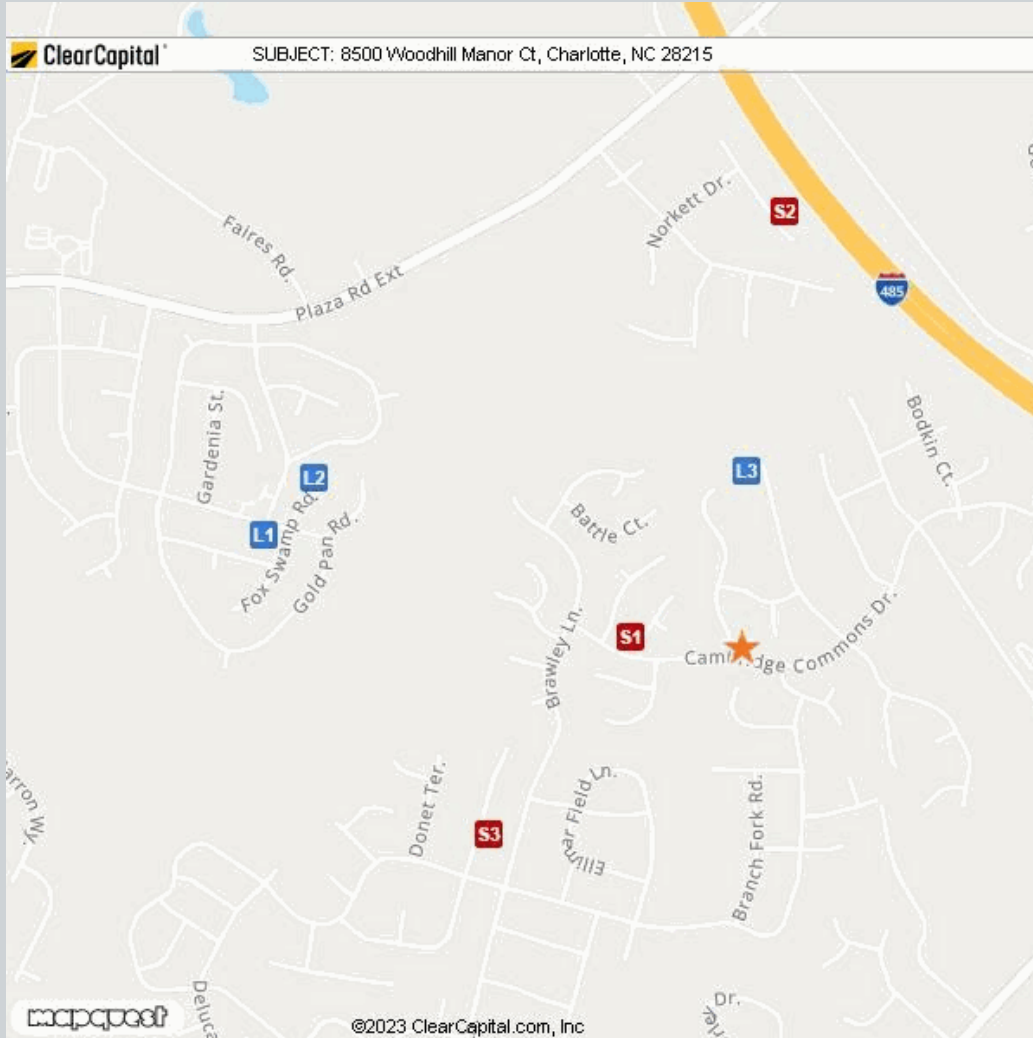 ClearCapital
SUBJECT: 8500 Woodhill Manor Ct, Charlotte, NC 28215
Norkett Dr.
S2
Faires Rd.
Plaza Rd Ext
485
Gardenia St.
Bodkin Ct.
L2
L3
L1
Fox Swamp Rd.
Gold Pan Rd.
Battle Ct.
S1
Brawley Ln.
Cambridge Commons Dr.
Donet Ter.
Ellimar Field Ln.
S3
Branch Fork Rd.
Wy.
Dr.
mapquest
©2023 ClearCapital.com, Inc